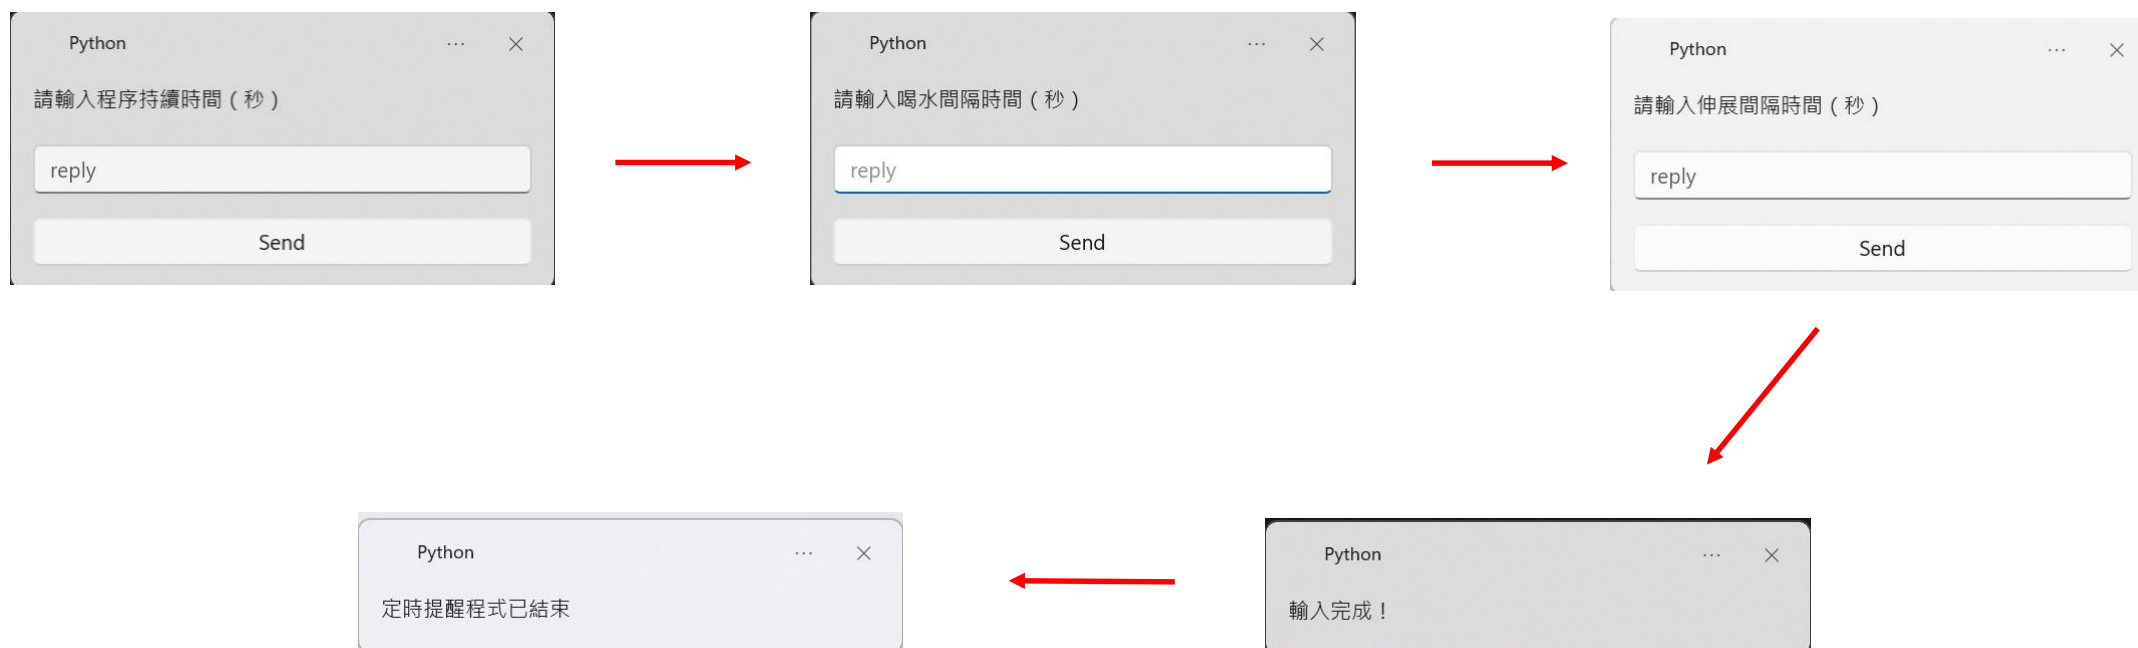 Python
請輸入程序持續時間（秒）
reply
Send
Python
請輸入喝水間隔時間（秒）
reply
Send
Python
請輸入伸展間隔時間（秒）
reply
Send
Python
輸入完成！
Python
定時提醒程式已結束